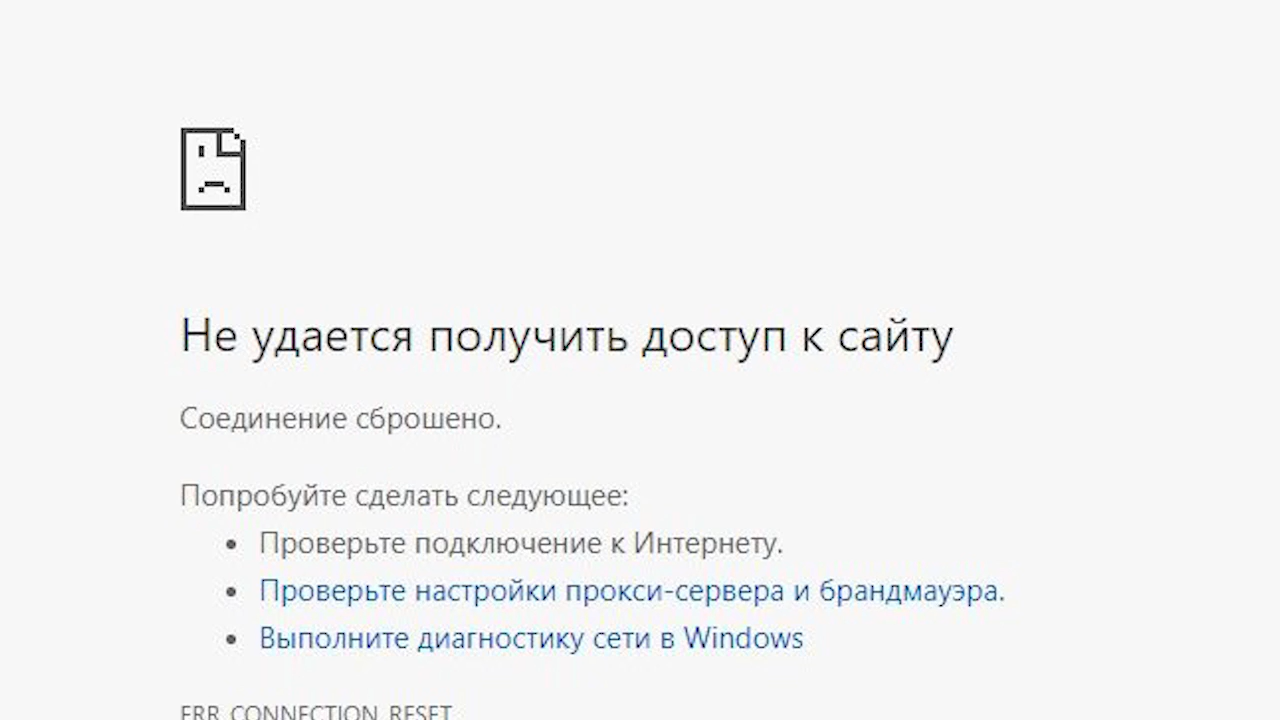 Не удается получить доступ к сайту
Соединение сброшено.
Попробуйте сделать следующее:
Проверьте подключение к Интернету.
Проверьте настройки прокси-сервера и брандмауэра.
Выполните диагностику сети в Windows
ERR_CONNECTION_RESET